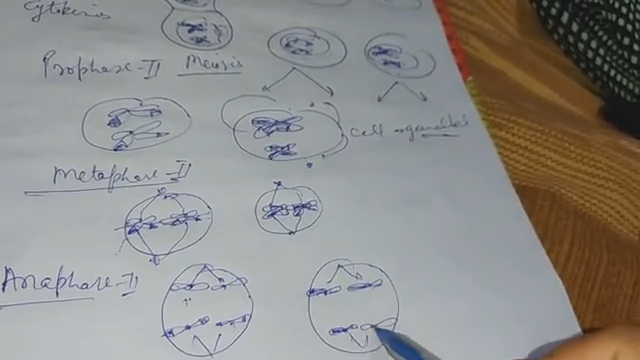 Cytokinesis
Prophase-II Meiosis
cell organelles
Metaphase-II
Anaphase-II